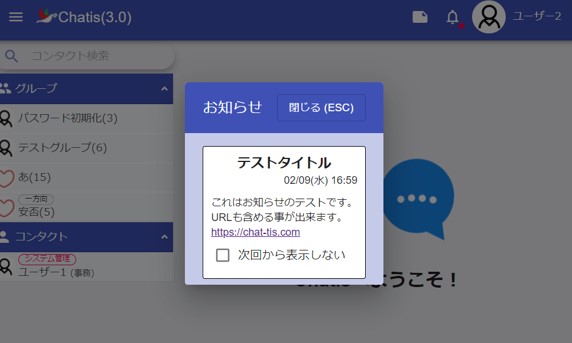 Chatis(3.0)
ユーザー2
コンタクト検索
グループ
パスワード初期化(3)
テストグループ(6)
あ(15)
一方向
安否(5)
コンタクト
システム管理
ユーザー1 (事務)
お知らせ
閉じる (ESC)
テストタイトル
02/09(水) 16:59
これはお知らせのテストです。
URLも含める事が出来ます。
https://chat-tis.com
次回から表示しない
ようこそ！